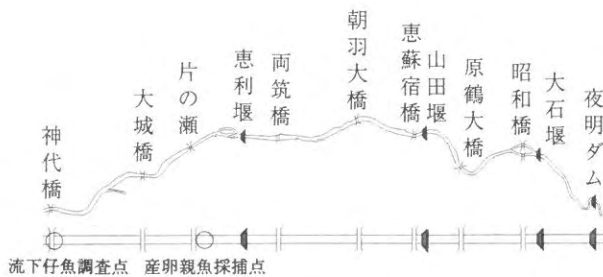 神代橋
大城橋
片の瀬
恵利堰
両筑橋
朝羽大橋
恵蘇宿橋
山田堰
原鶴大橋
昭和橋
大石堰
夜明ダム
流下仔魚調査点
産卵親魚採捕点